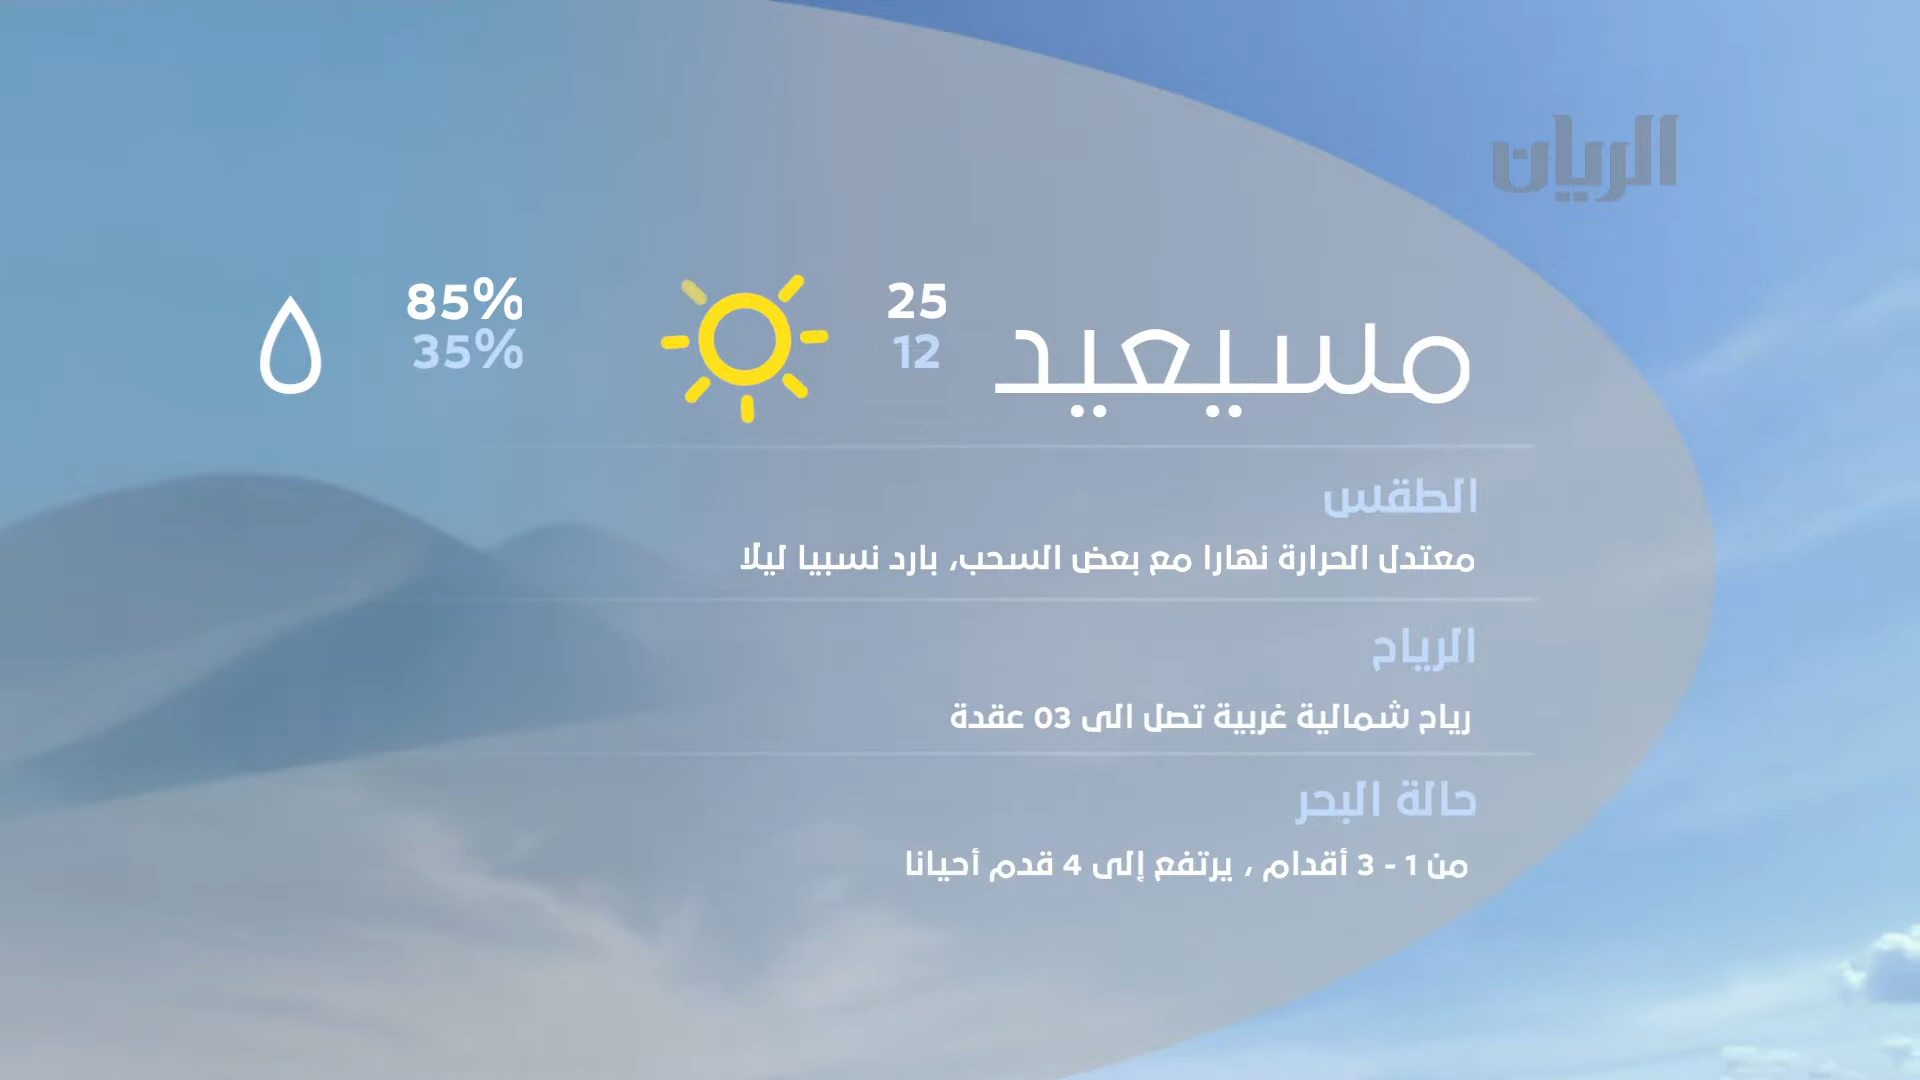 الريان
مسيعيد
25
12
85%
35%
الطقس
معتدل الحرارة نهارا مع بعض السحب، بارد نسبيا ليلا
الرياح
رياح شمالية غربية تصل الى 03 عقدة
حالة البحر
من 1 - 3 أقدام ، يرتفع إلى 4 قدم أحيانا